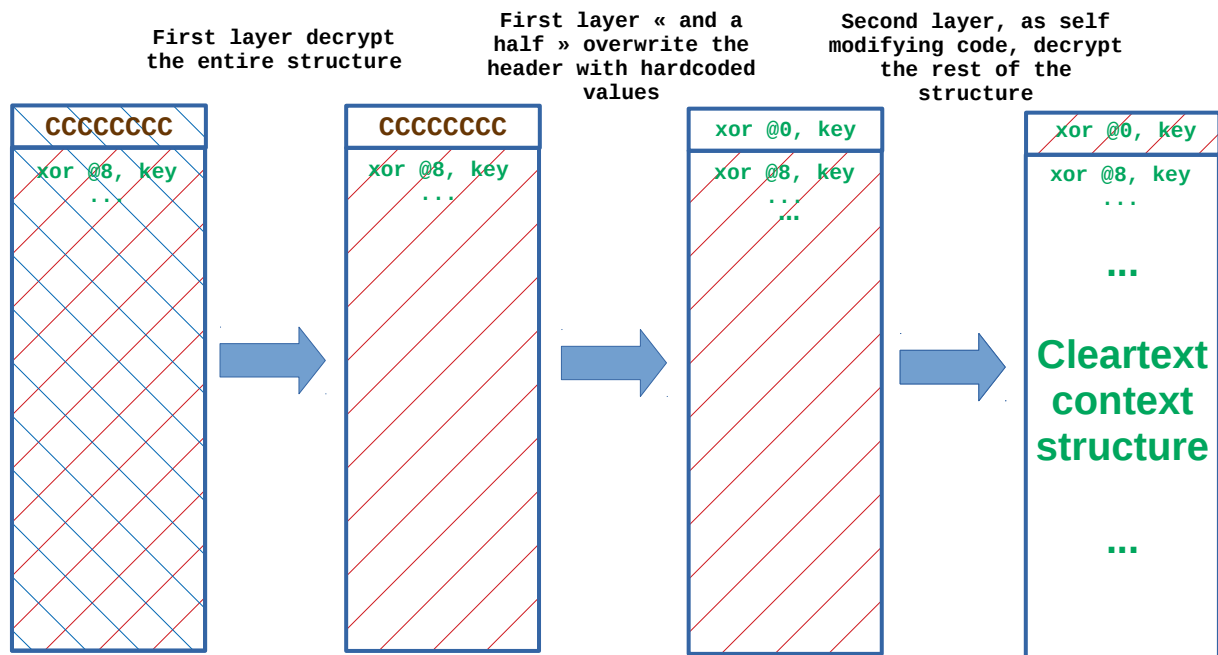 First layer decrypt
the entire structure
First layer « and a
half » overwrite the
header with hardcoded
values
Second layer, as self
modifying code, decrypt
the rest of the
structure
CCCCCCCC
xor @8, key
...
CCCCCCCC
xor @8, key
...
xor @0, key
xor @8, key
...
...
xor @0, key
xor @8, key
...
...
Cleartext
context
structure
...